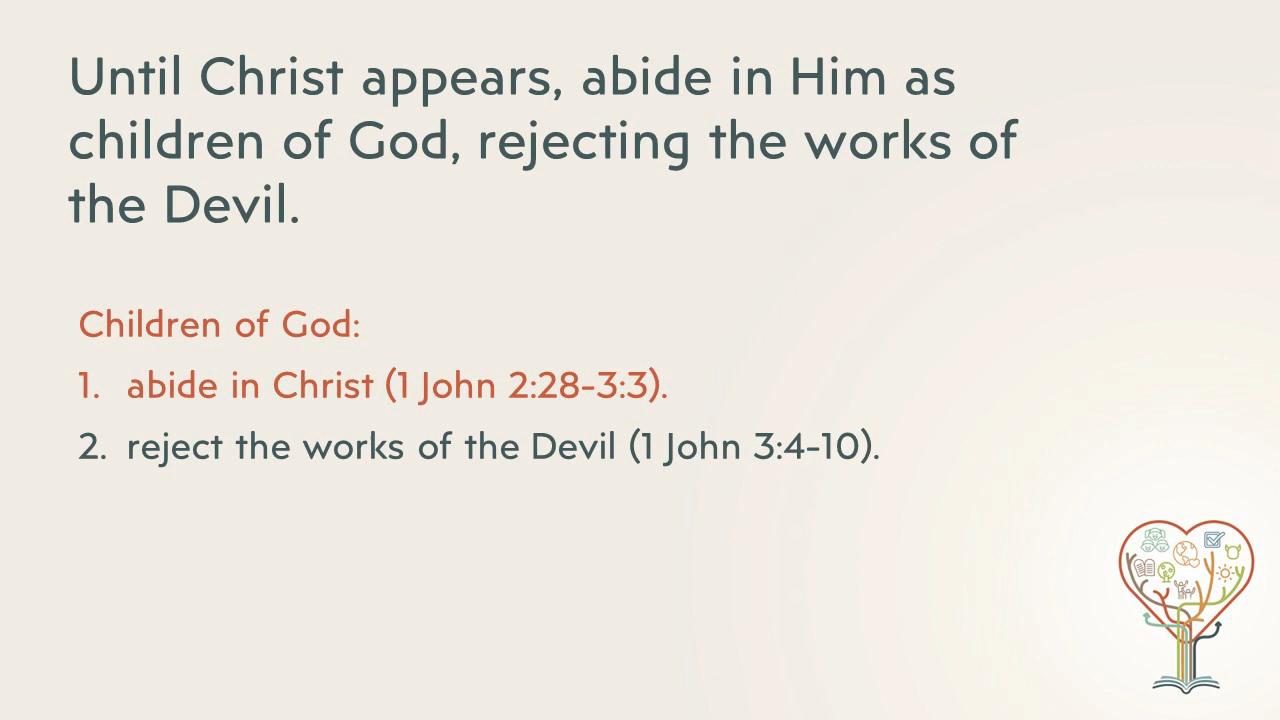 Until Christ appears, abide in Him as
children of God, rejecting the works of
the Devil.
Children of God:
1. abide in Christ (1 John 2:28-3:3).
2. reject the works of the Devil (1 John 3:4-10).